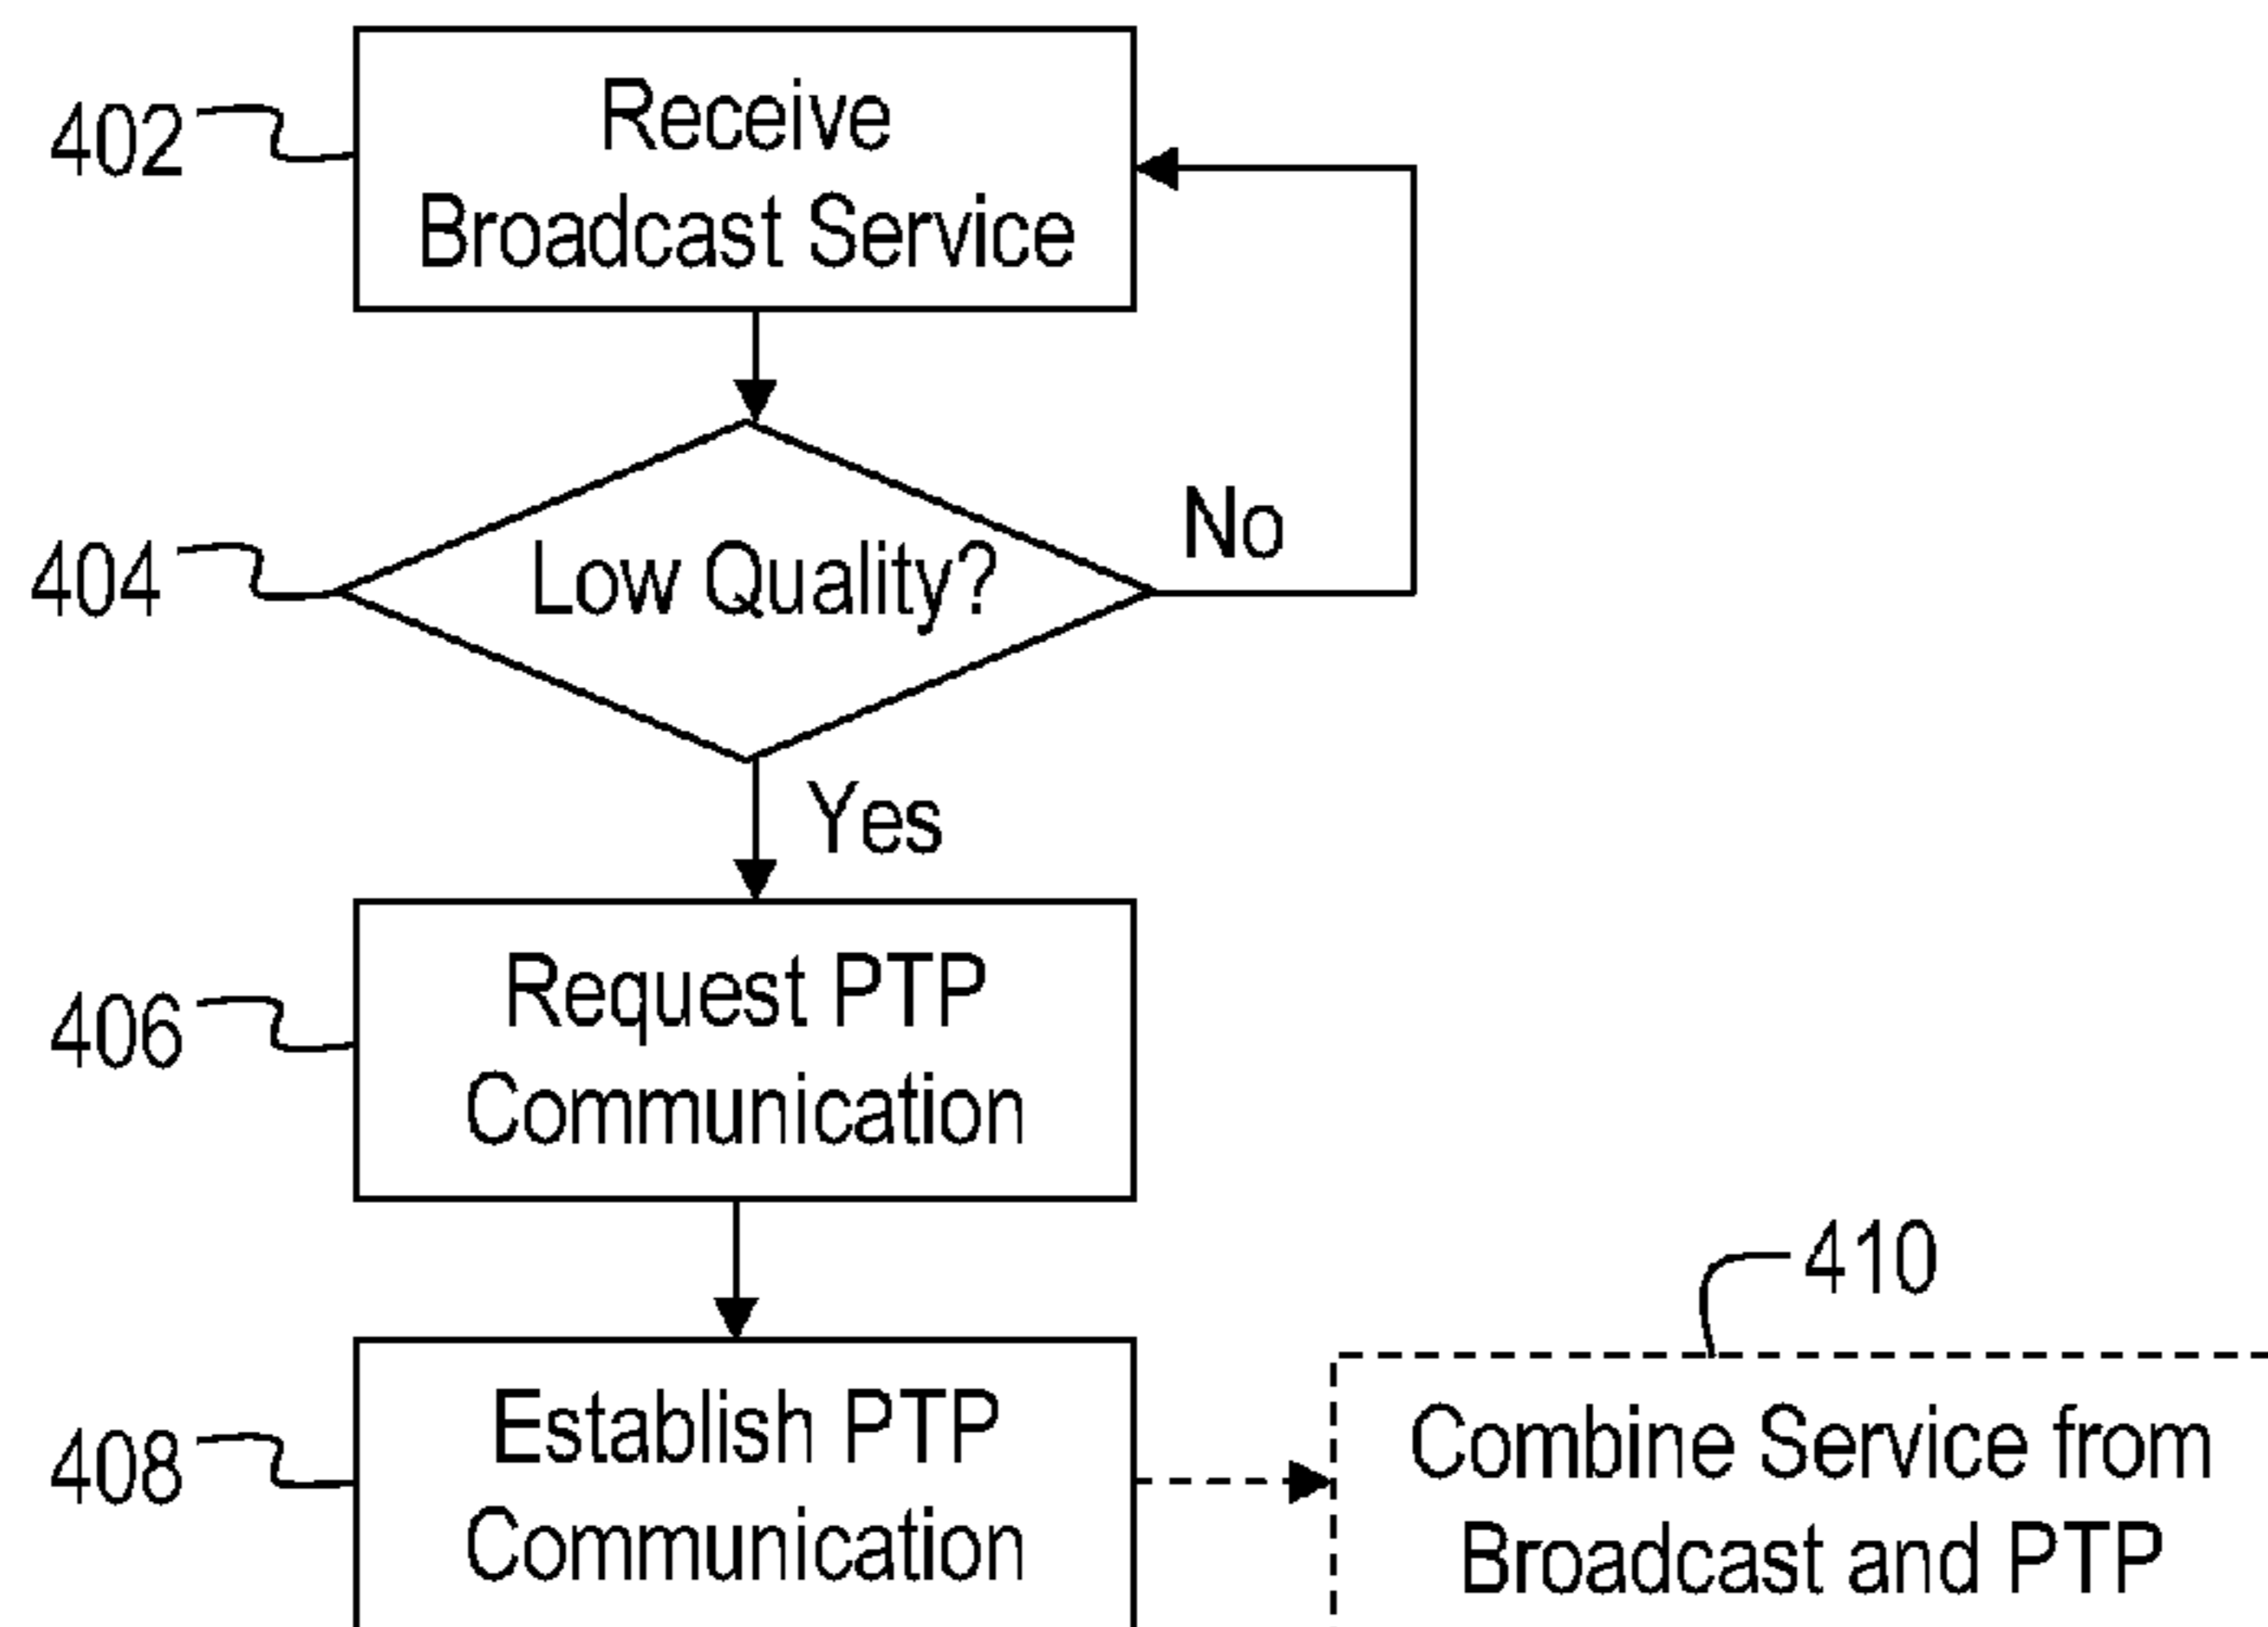 402
Receive
Broadcast Service
404
Low Quality?
No
Yes
406
Request PTP
Communication
408
Establish PTP
Communication
410
Combine Service from
Broadcast and PTP